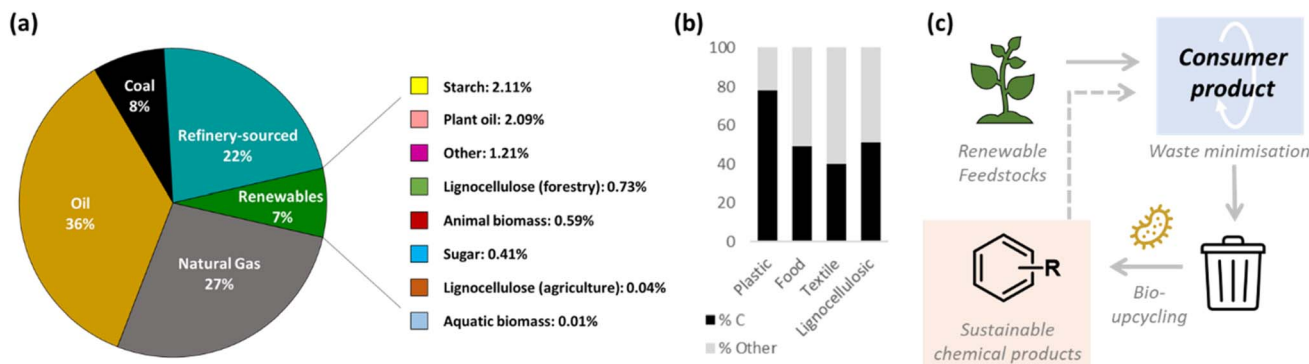 (a)
Coal
8%
Refinery-sourced
22%
Renewables
7%
Oil
36%
Natural Gas
27%
Starch: 2.11%
Plant oil: 2.09%
Other: 1.21%
Lignocellulose (forestry): 0.73%
Animal biomass: 0.59%
Sugar: 0.41%
Lignocellulose (agriculture): 0.04%
Aquatic biomass: 0.01%
(b)
100
80
60
40
20
0
Plastic
Food
Textile
Lignocellulosic
% C
% Other
(c)
Consumer
product
Renewable
Feedstocks
Waste minimisation
R
Bio-
upcycling
Sustainable
chemical products